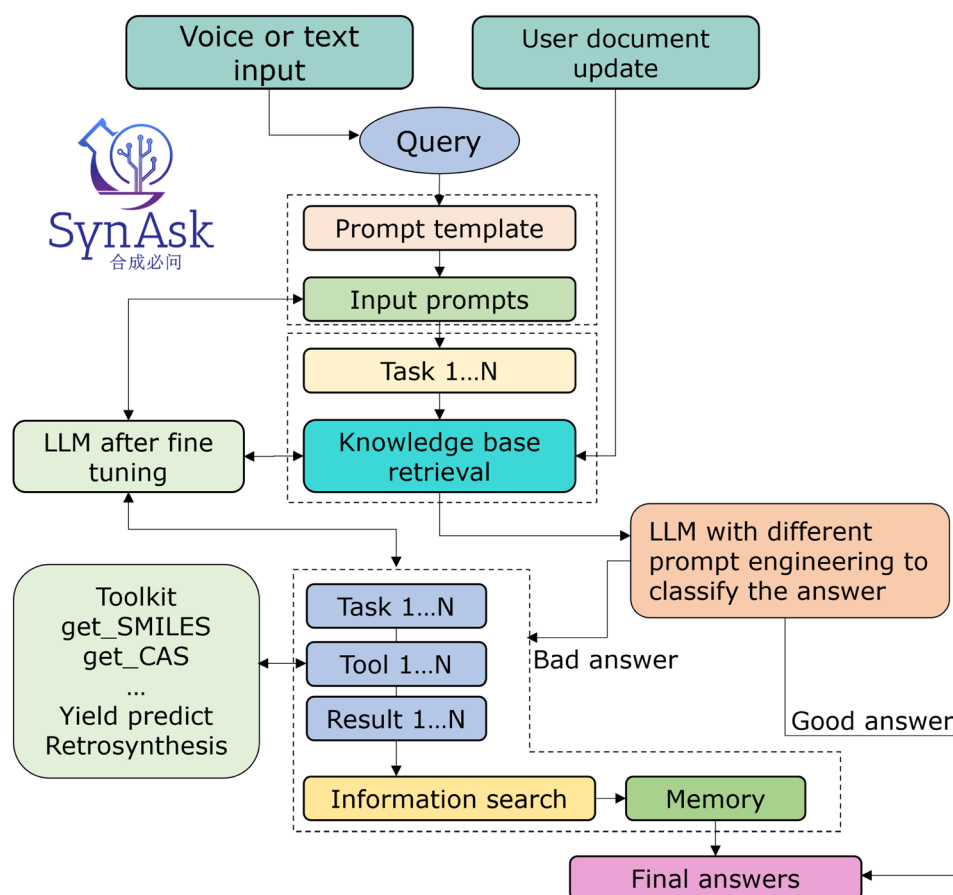 Voice or text
input
User document
update
Query
SynAsk
合成必问
Prompt template
Input prompts
Task 1...N
LLM after fine
tuning
Knowledge base
retrieval
LLM with different
prompt engineering to
classify the answer
Toolkit
get_SMILES
get_CAS
...
Yield predict
Retrosynthesis
Task 1...N
Tool 1...N
Result 1...N
Bad answer
Good answer
Information search
Memory
Final answers